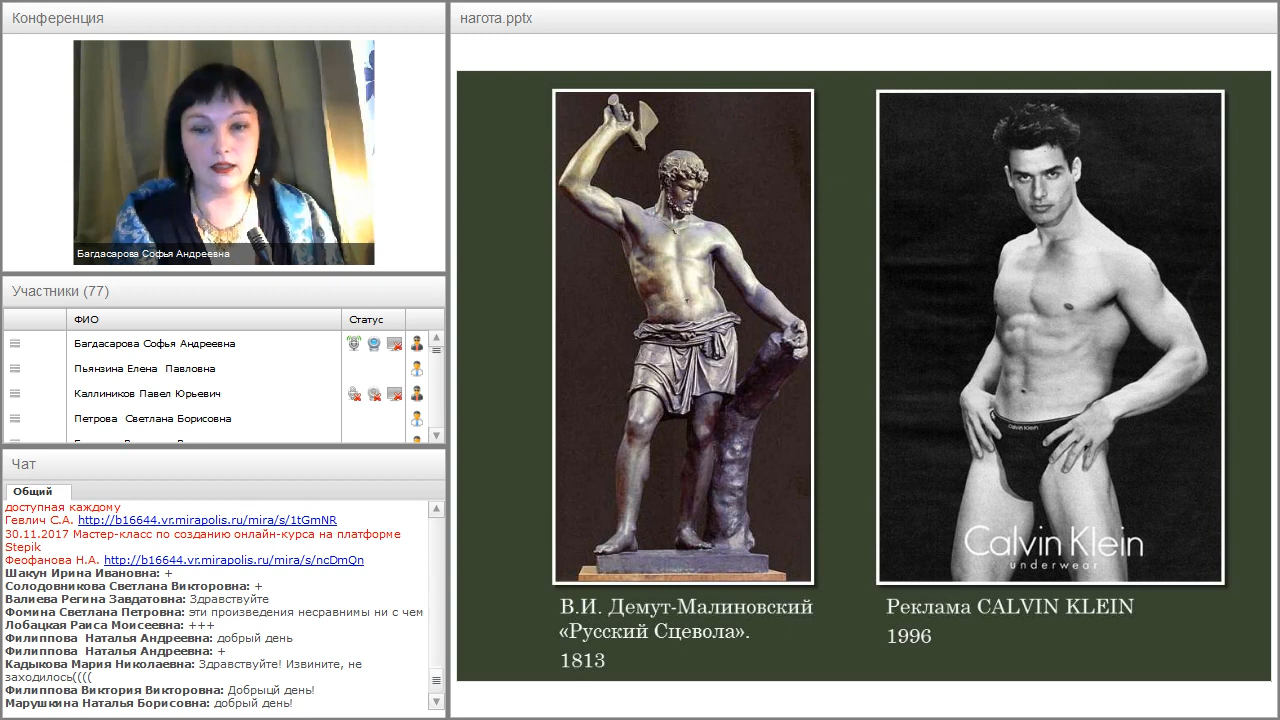 Конференция
Багдасарова Софья Андреевна
Участники (77)
ФИО
Статус
Багдасарова Софья Андреевна
Пьянзина Елена Павловна
Каллиников Павел Юрьевич
Петрова Светлана Борисовна
Чат
Общий
доступная каждому
Гевлич С.А. http://b16644.vr.mirapolis.ru/mira/s/1tGmNR
30.11.2017 Мастер-класс по созданию онлайн-курса на платформе
Stepik
Феофанова Н.А. http://b16644.vr.mirapolis.ru/mira/s/ncDmQn
Шакун Ирина Ивановна: +
Солодовникова Светлана Викторовна: +
Валиева Регина Завдатовна: Здравствуйте
Фомина Светлана Петровна: эти произведения несравнимы ни с чем
Лобацкая Раиса Моисеевна: +++
Филиппова Наталья Андреевна: добрый день
Филиппова Наталья Андреевна: +
Кадыкова Мария Николаевна: Здравствуйте! Извините, не
заходилось((((
Филиппова Виктория Викторовна: Добрыцй день!
Марушкина Наталья Борисовна: добрый день!
нагота.pptx
Calvin Klein
Calvin Klein
underwear
В.И. Демут-Малиновский
«Русский Сцевола».
1813
Реклама CALVIN KLEIN
1996